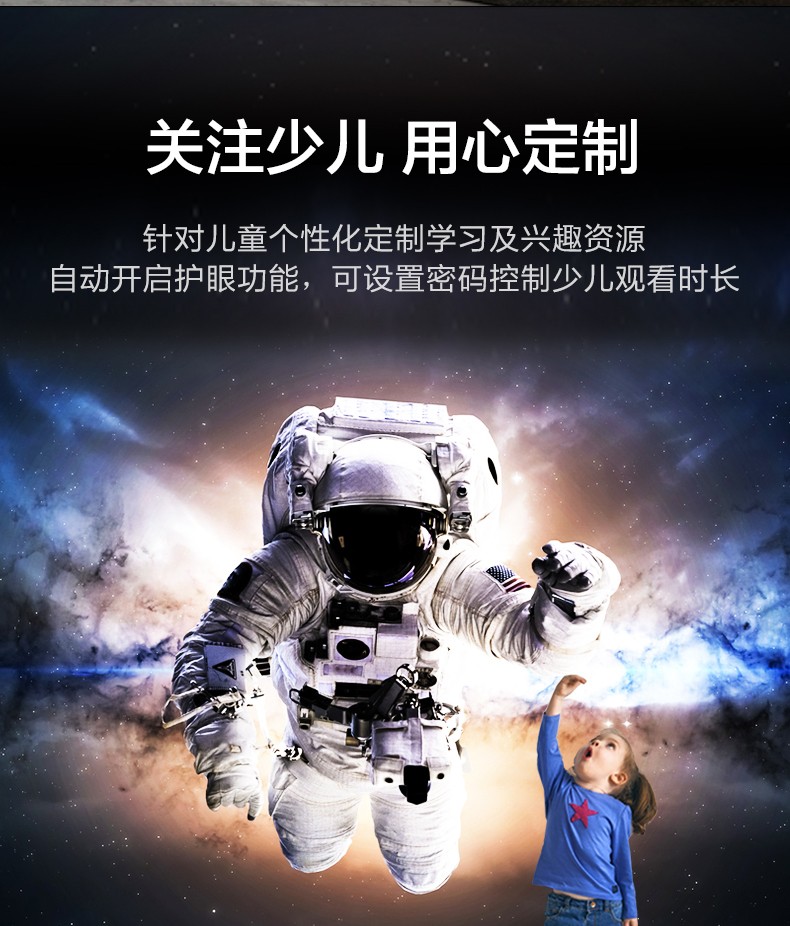 关注少儿 用心定制
针对儿童个性化定制学习及兴趣资源
自动开启护眼功能，可设置密码控制少儿观看时长